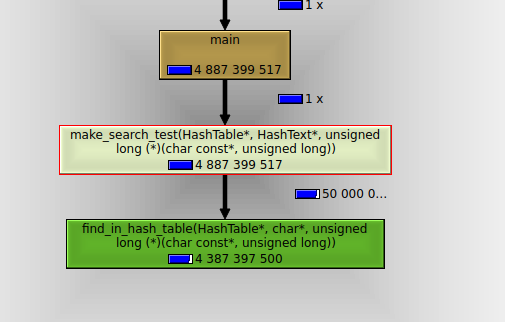 1 x
main
4 887 399 517
1 x
make_search_test(HashTable*, HashText*, unsigned
long (*)(char const*, unsigned long))
4 887 399 517
50 000 0...
find_in_hash_table(HashTable*, char*, unsigned
long (*)(char const*, unsigned long))
4 387 397 500